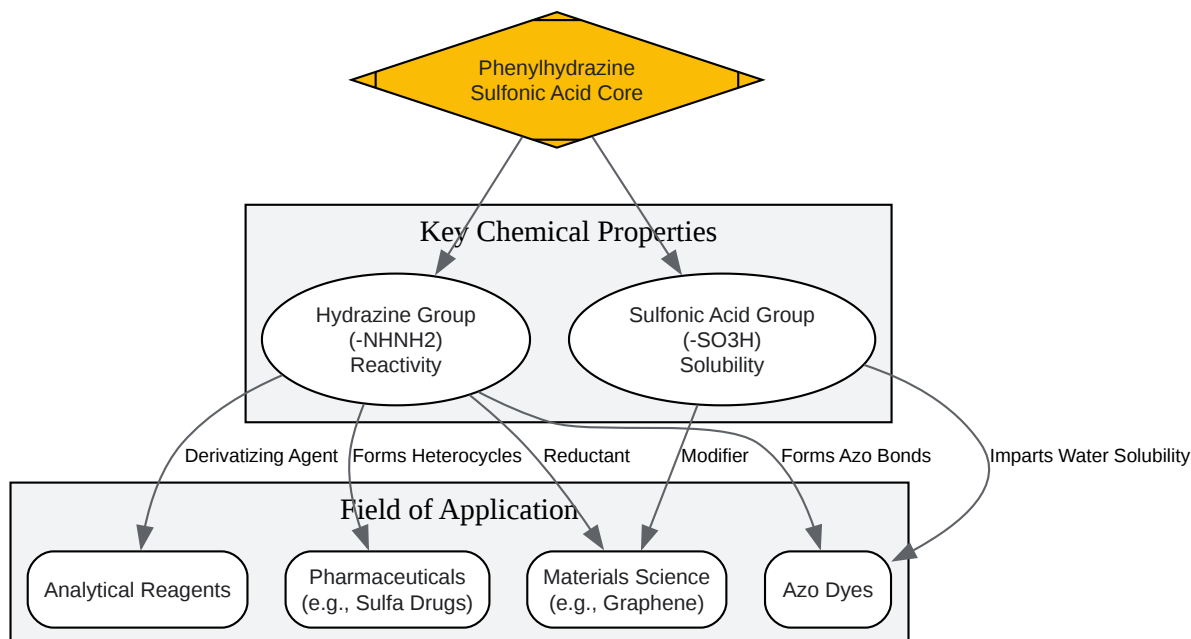 Phenylhydrazine
Sulfonic Acid Core
Key Chemical Properties
Hydrazine Group
(-NHNH2)
Reactivity
Sulfonic Acid Group
(-SO3H)
Solubility
Derivatizing Agent
Forms Heterocycles
Reductant
Modifier
Forms Azo Bonds
Imparts Water Solubility
Field of Application
Analytical Reagents
Pharmaceuticals
(e.g., Sulfa Drugs)
Materials Science
(e.g., Graphene)
Azo Dyes